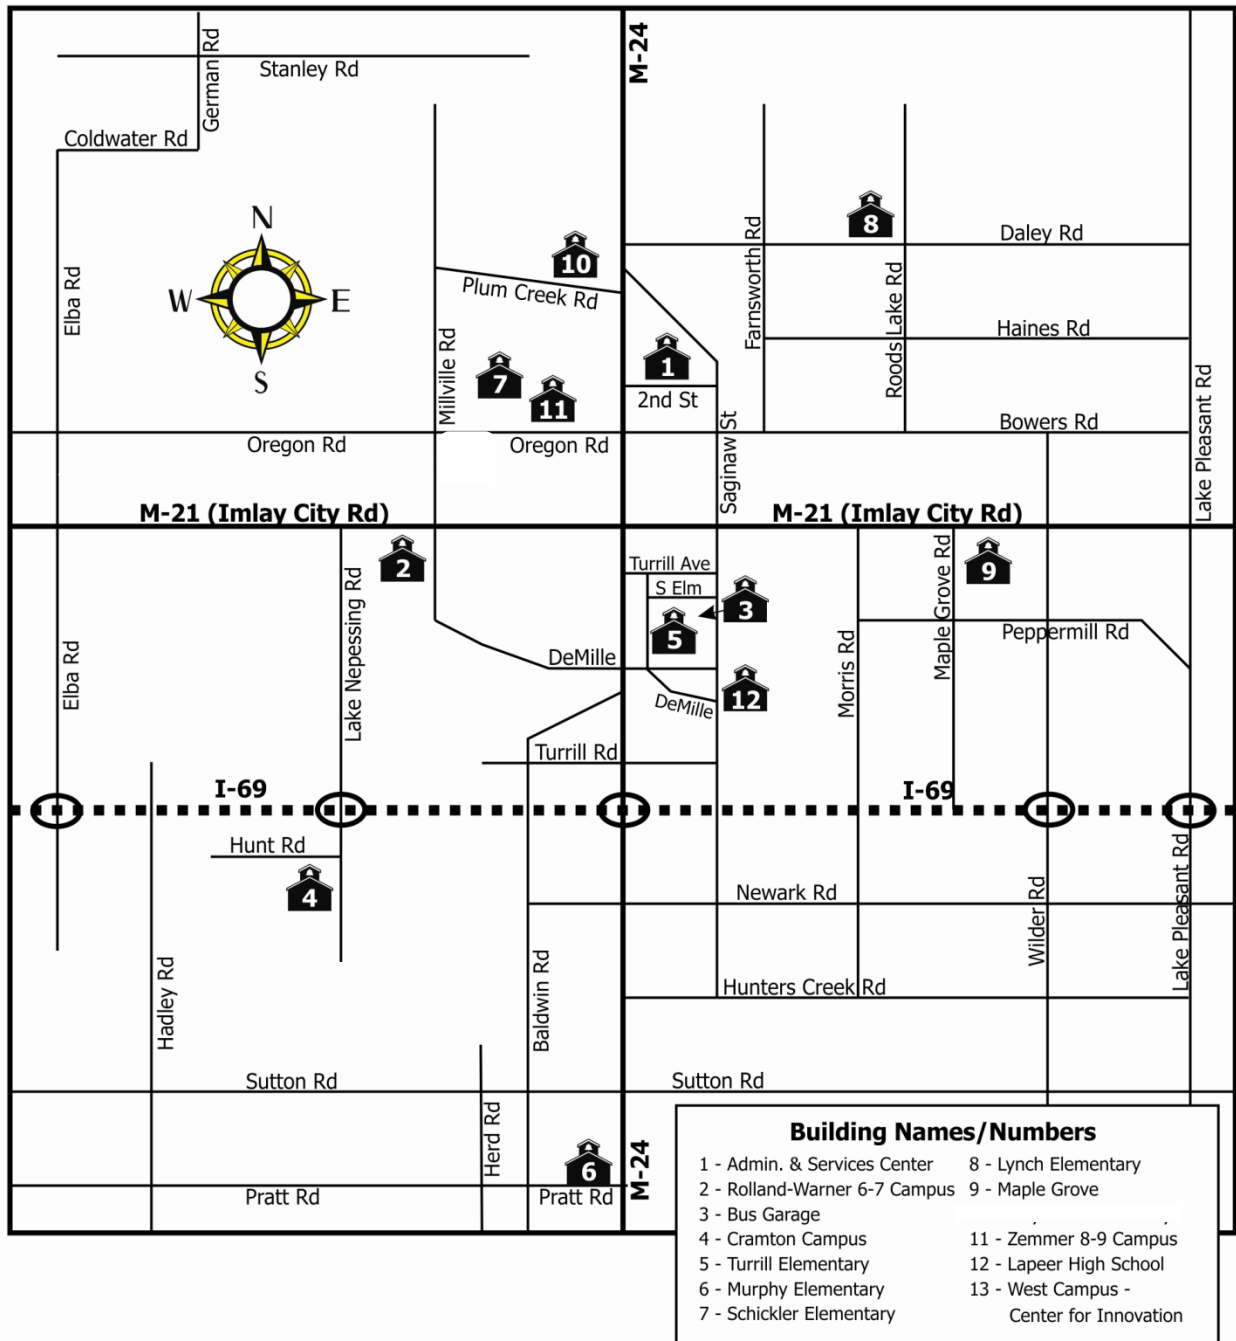 M-24
German Rd
Stanley Rd
Coldwater Rd
N
W
E
S
Elba Rd
8
Daley Rd
Farnsworth Rd
10
Plum Creek Rd
Roods Lake Rd
Haines Rd
Millville Rd
1
7
11
2nd St
Lake Pleasant Rd
Bowers Rd
Oregon Rd
Oregon Rd
Saginaw St
M-21 (Imlay City Rd)
M-21 (Imlay City Rd)
2
Turrill Ave
S Elm
3
5
Maple Grove Rd
9
Peppermill Rd
Lake Nepessing Rd
Elba Rd
DeMille
DeMille
12
Morris Rd
Turrill Rd
I-69
I-69
Hunt Rd
4
Newark Rd
Wilder Rd
Lake Pleasant Rd
Hadley Rd
Baldwin Rd
Hunters Creek Rd
Sutton Rd
Sutton Rd
Herd Rd
6
M-24
Pratt Rd
Pratt Rd
Building Names/Numbers
1 - Admin. & Services Center
2 - Rolland-Warner 6-7 Campus
3 - Bus Garage
4 - Cramton Campus
5 - Turrill Elementary
6 - Murphy Elementary
7 - Schickler Elementary
8 - Lynch Elementary
9 - Maple Grove
11 - Zemmer 8-9 Campus
12 - Lapeer High School
13 - West Campus -
Center for Innovation